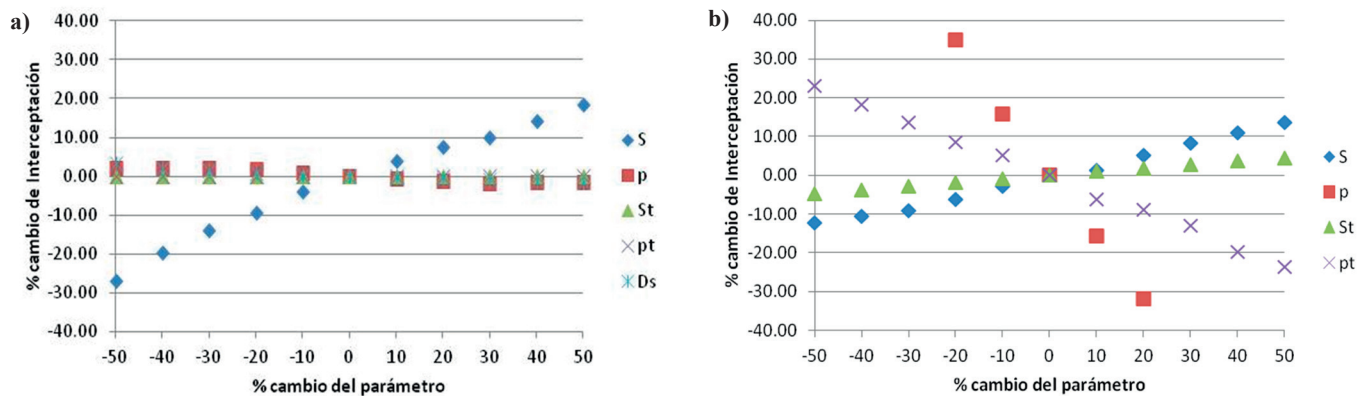 a)
% cambio de Interceptación
40.00
30.00
20.00
10.00
0.00
-10.00
-20.00
-30.00
-40.00
-50 -40 -30 -20 -10 0 10 20 30 40 50
% cambio del parámetro
S
p
St
pt
Ds
b)
% cambio de Interceptación
40.00
30.00
20.00
10.00
0.00
-10.00
-20.00
-30.00
-40.00
-50 -40 -30 -20 -10 0 10 20 30 40 50
% cambio del parámetro
S
p
St
pt